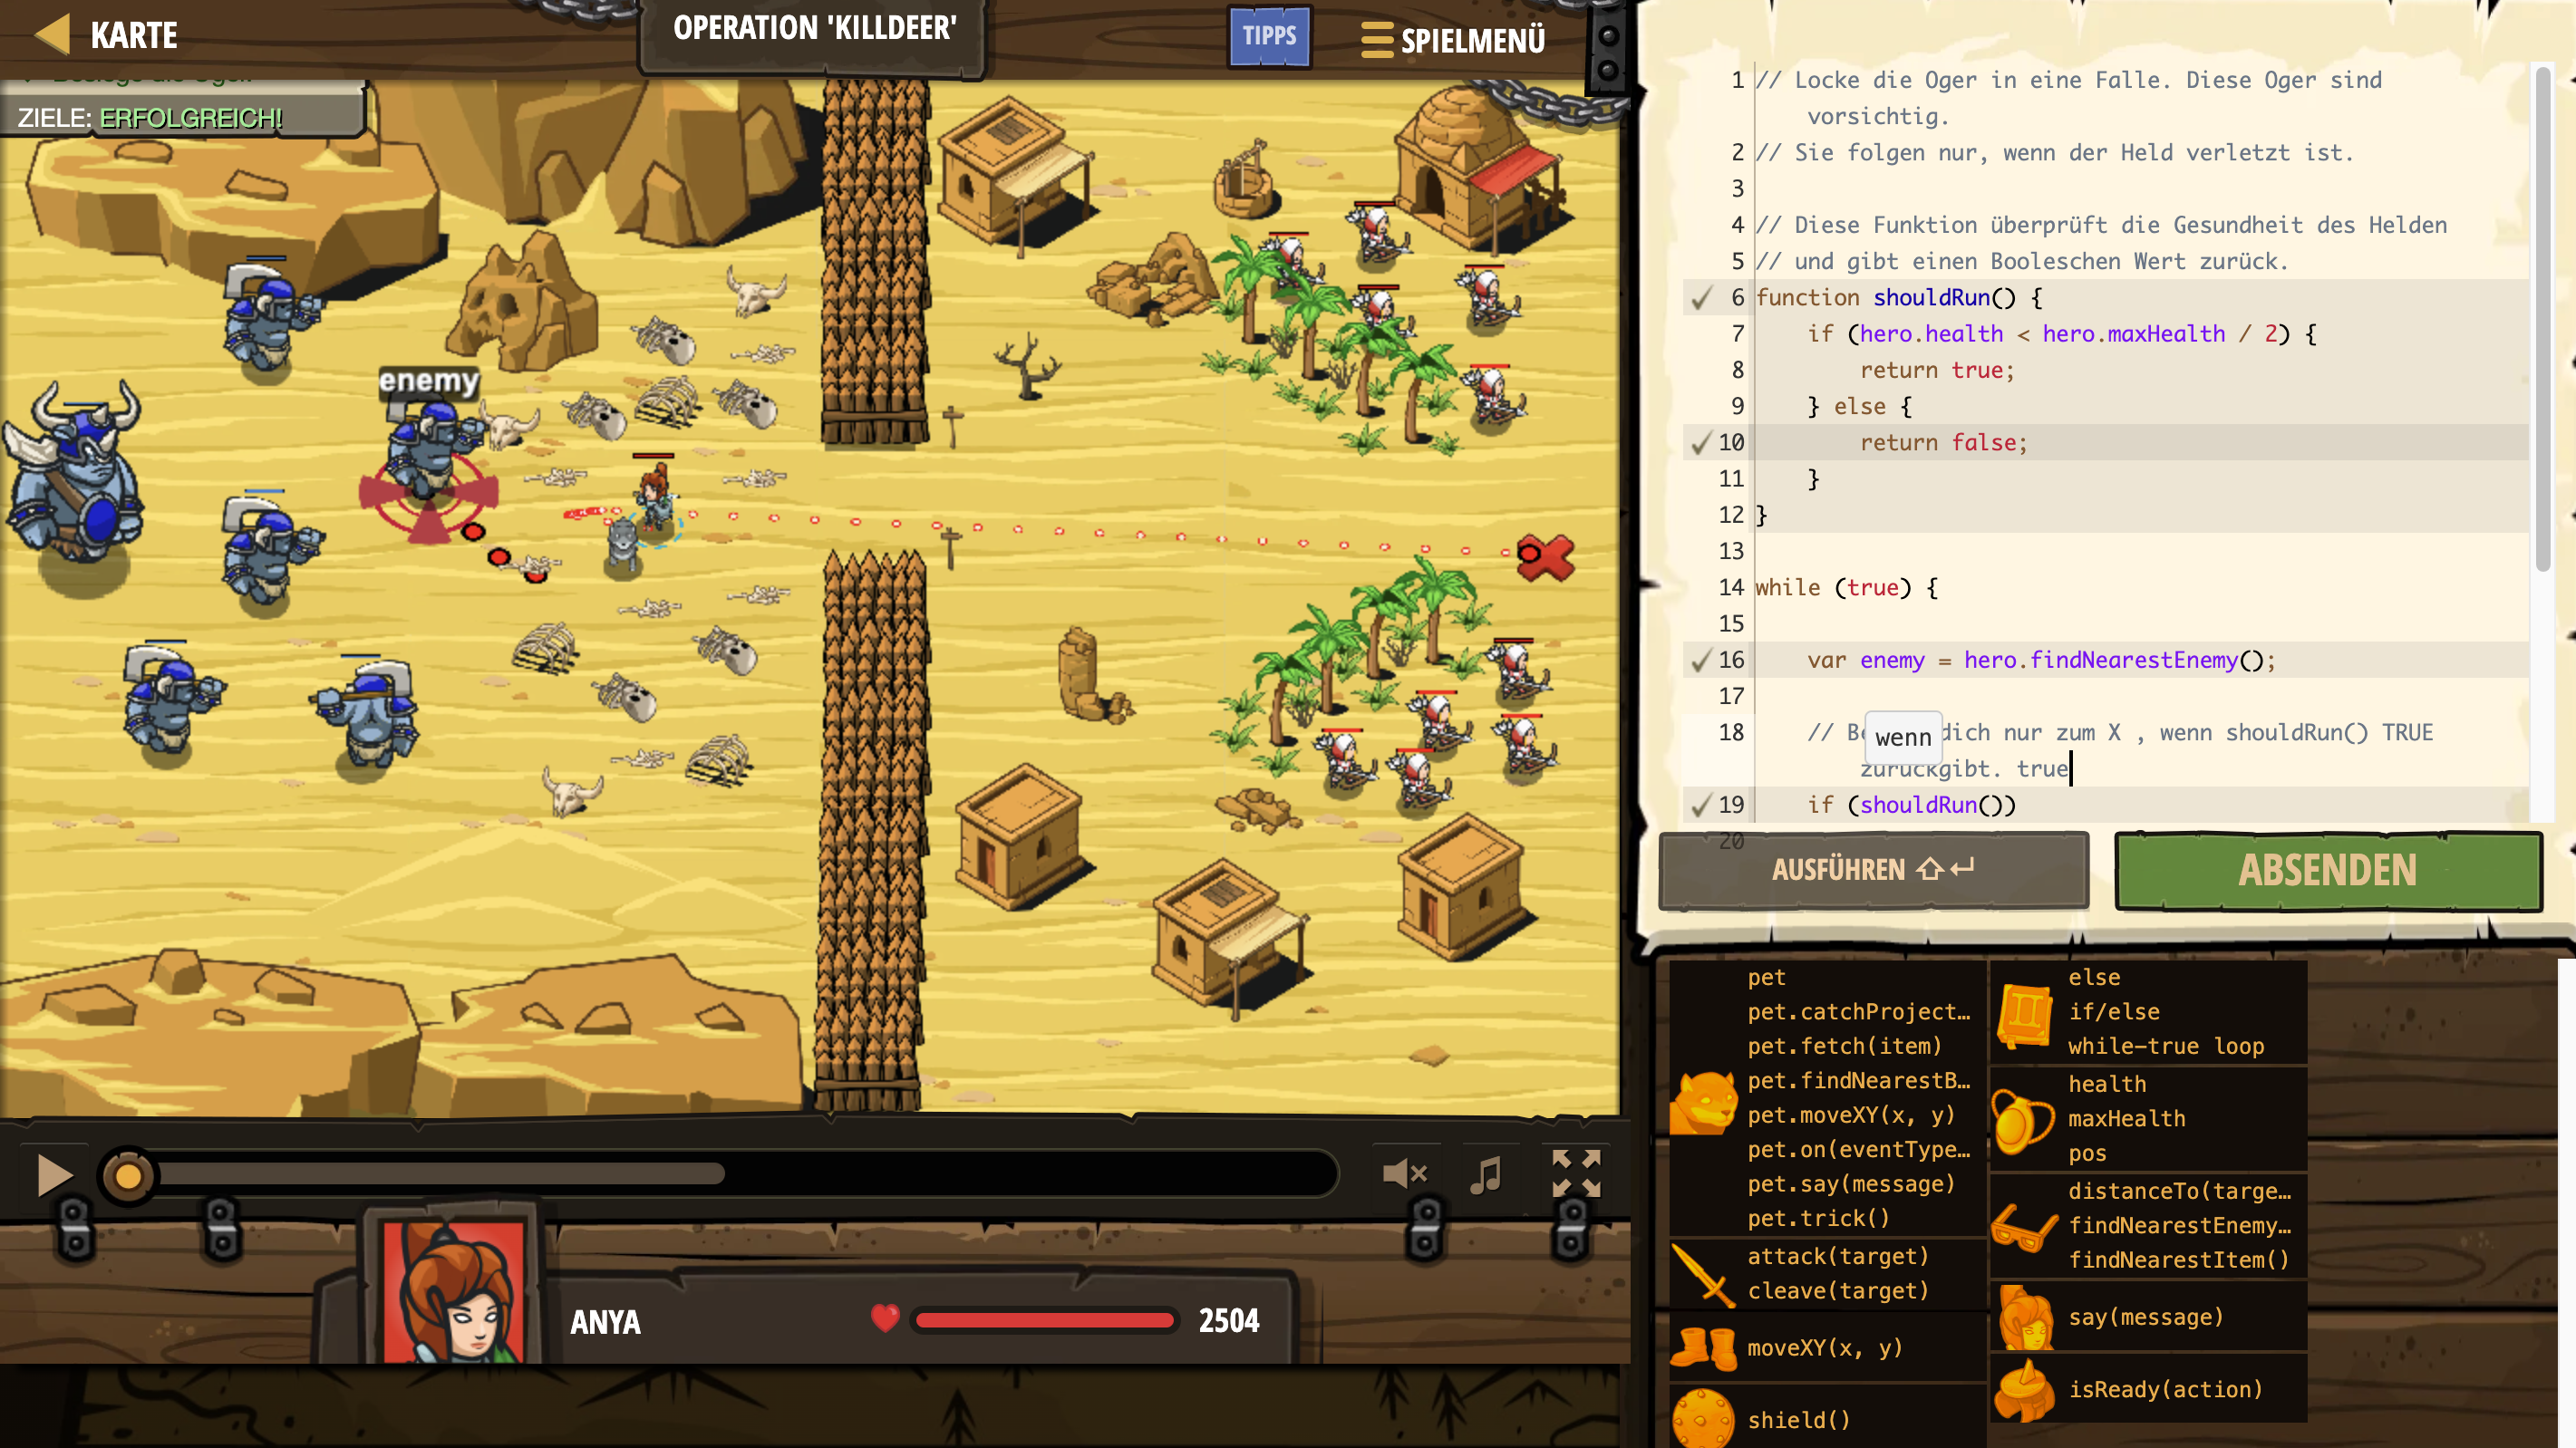 KARTE
OPERATION 'KILLDEER'
TIPPS
SPIELMENÜ
ZIELE: ERFOLGREICH!
enemy
1 // Locke die Oger in eine Falle. Diese Oger sind
vorsichtig.
2 // Sie folgen nur, wenn der Held verletzt ist.
3
4 // Diese Funktion überprüft die Gesundheit des Helden
5 // und gibt einen Booleschen Wert zurück.
6 function shouldRun() {
7 if (hero.health < hero.maxHealth / 2) {
8 return true;
9 } else {
10 return false;
11 }
12 }
13
14 while (true) {
15
16 var enemy = hero.findNearestEnemy();
17
18 // dich nur zum X , wenn shouldRun() TRUE
wenn
zurückgibt. true
19 if (shouldRun())
20
AUSFÜHREN
ABSENDEN
pet
pet.catchProject…
pet.fetch(item)
pet.findNearestB…
pet.moveXY(x, y)
pet.on(eventType…
pet.say(message)
pet.trick()
attack(target)
cleave(target)
moveXY(x, y)
shield()
else
if/else
while-true loop
health
maxHealth
pos
distanceTo(targe…
findNearestEnemy…
findNearestItem()
say(message)
isReady(action)
ANYA
2504